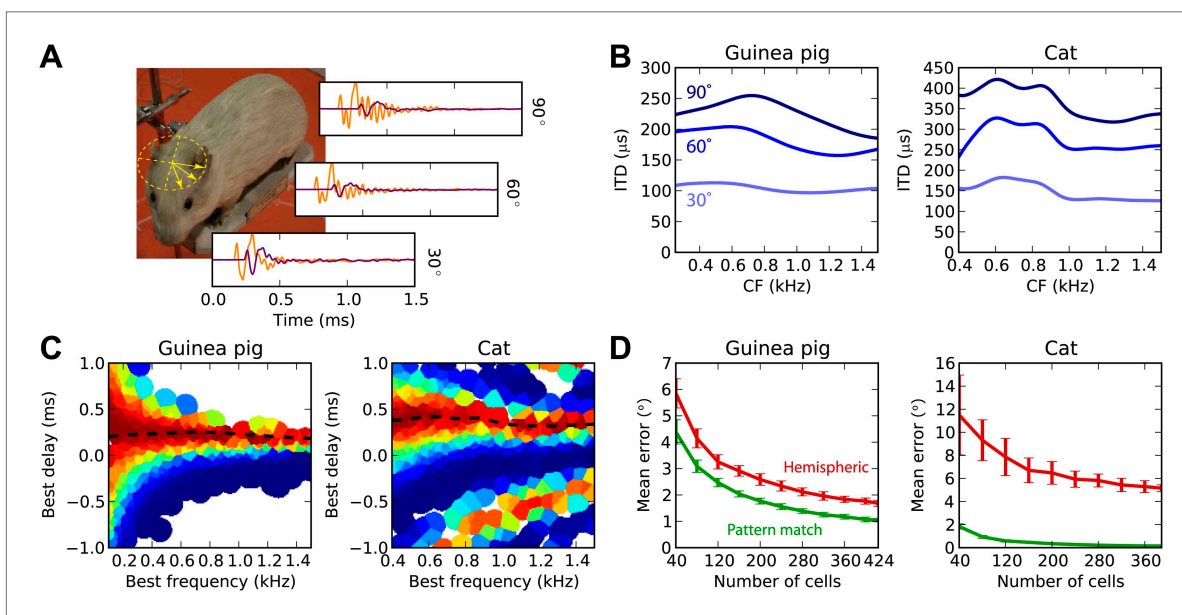 A
90°
60°
30°
0.0 0.5 1.0 1.5
Time (ms)
B
Guinea pig
300
250
200
150
100
50
0
ITD (µs)
90°
60°
30°
0.4 0.6 0.8 1.0 1.2 1.4
CF (kHz)
Cat
450
400
350
300
250
200
150
100
50
0
ITD (µs)
0.4 0.6 0.8 1.0 1.2 1.4
CF (kHz)
C
Guinea pig
1.0
0.5
0.0
−0.5
−1.0
Best delay (ms)
0.2 0.4 0.6 0.8 1.0 1.2 1.4
Best frequency (kHz)
Cat
1.0
0.5
0.0
−0.5
−1.0
Best delay (ms)
0.4 0.6 0.8 1.0 1.2 1.4
Best frequency (kHz)
D
Guinea pig
7
6
5
4
3
2
1
0
Mean error (°)
Hemispheric
Pattern match
40 120 200 280 360 424
Number of cells
Cat
16
14
12
10
8
6
4
2
0
Mean error (°)
40 120 200 280 360
Number of cells